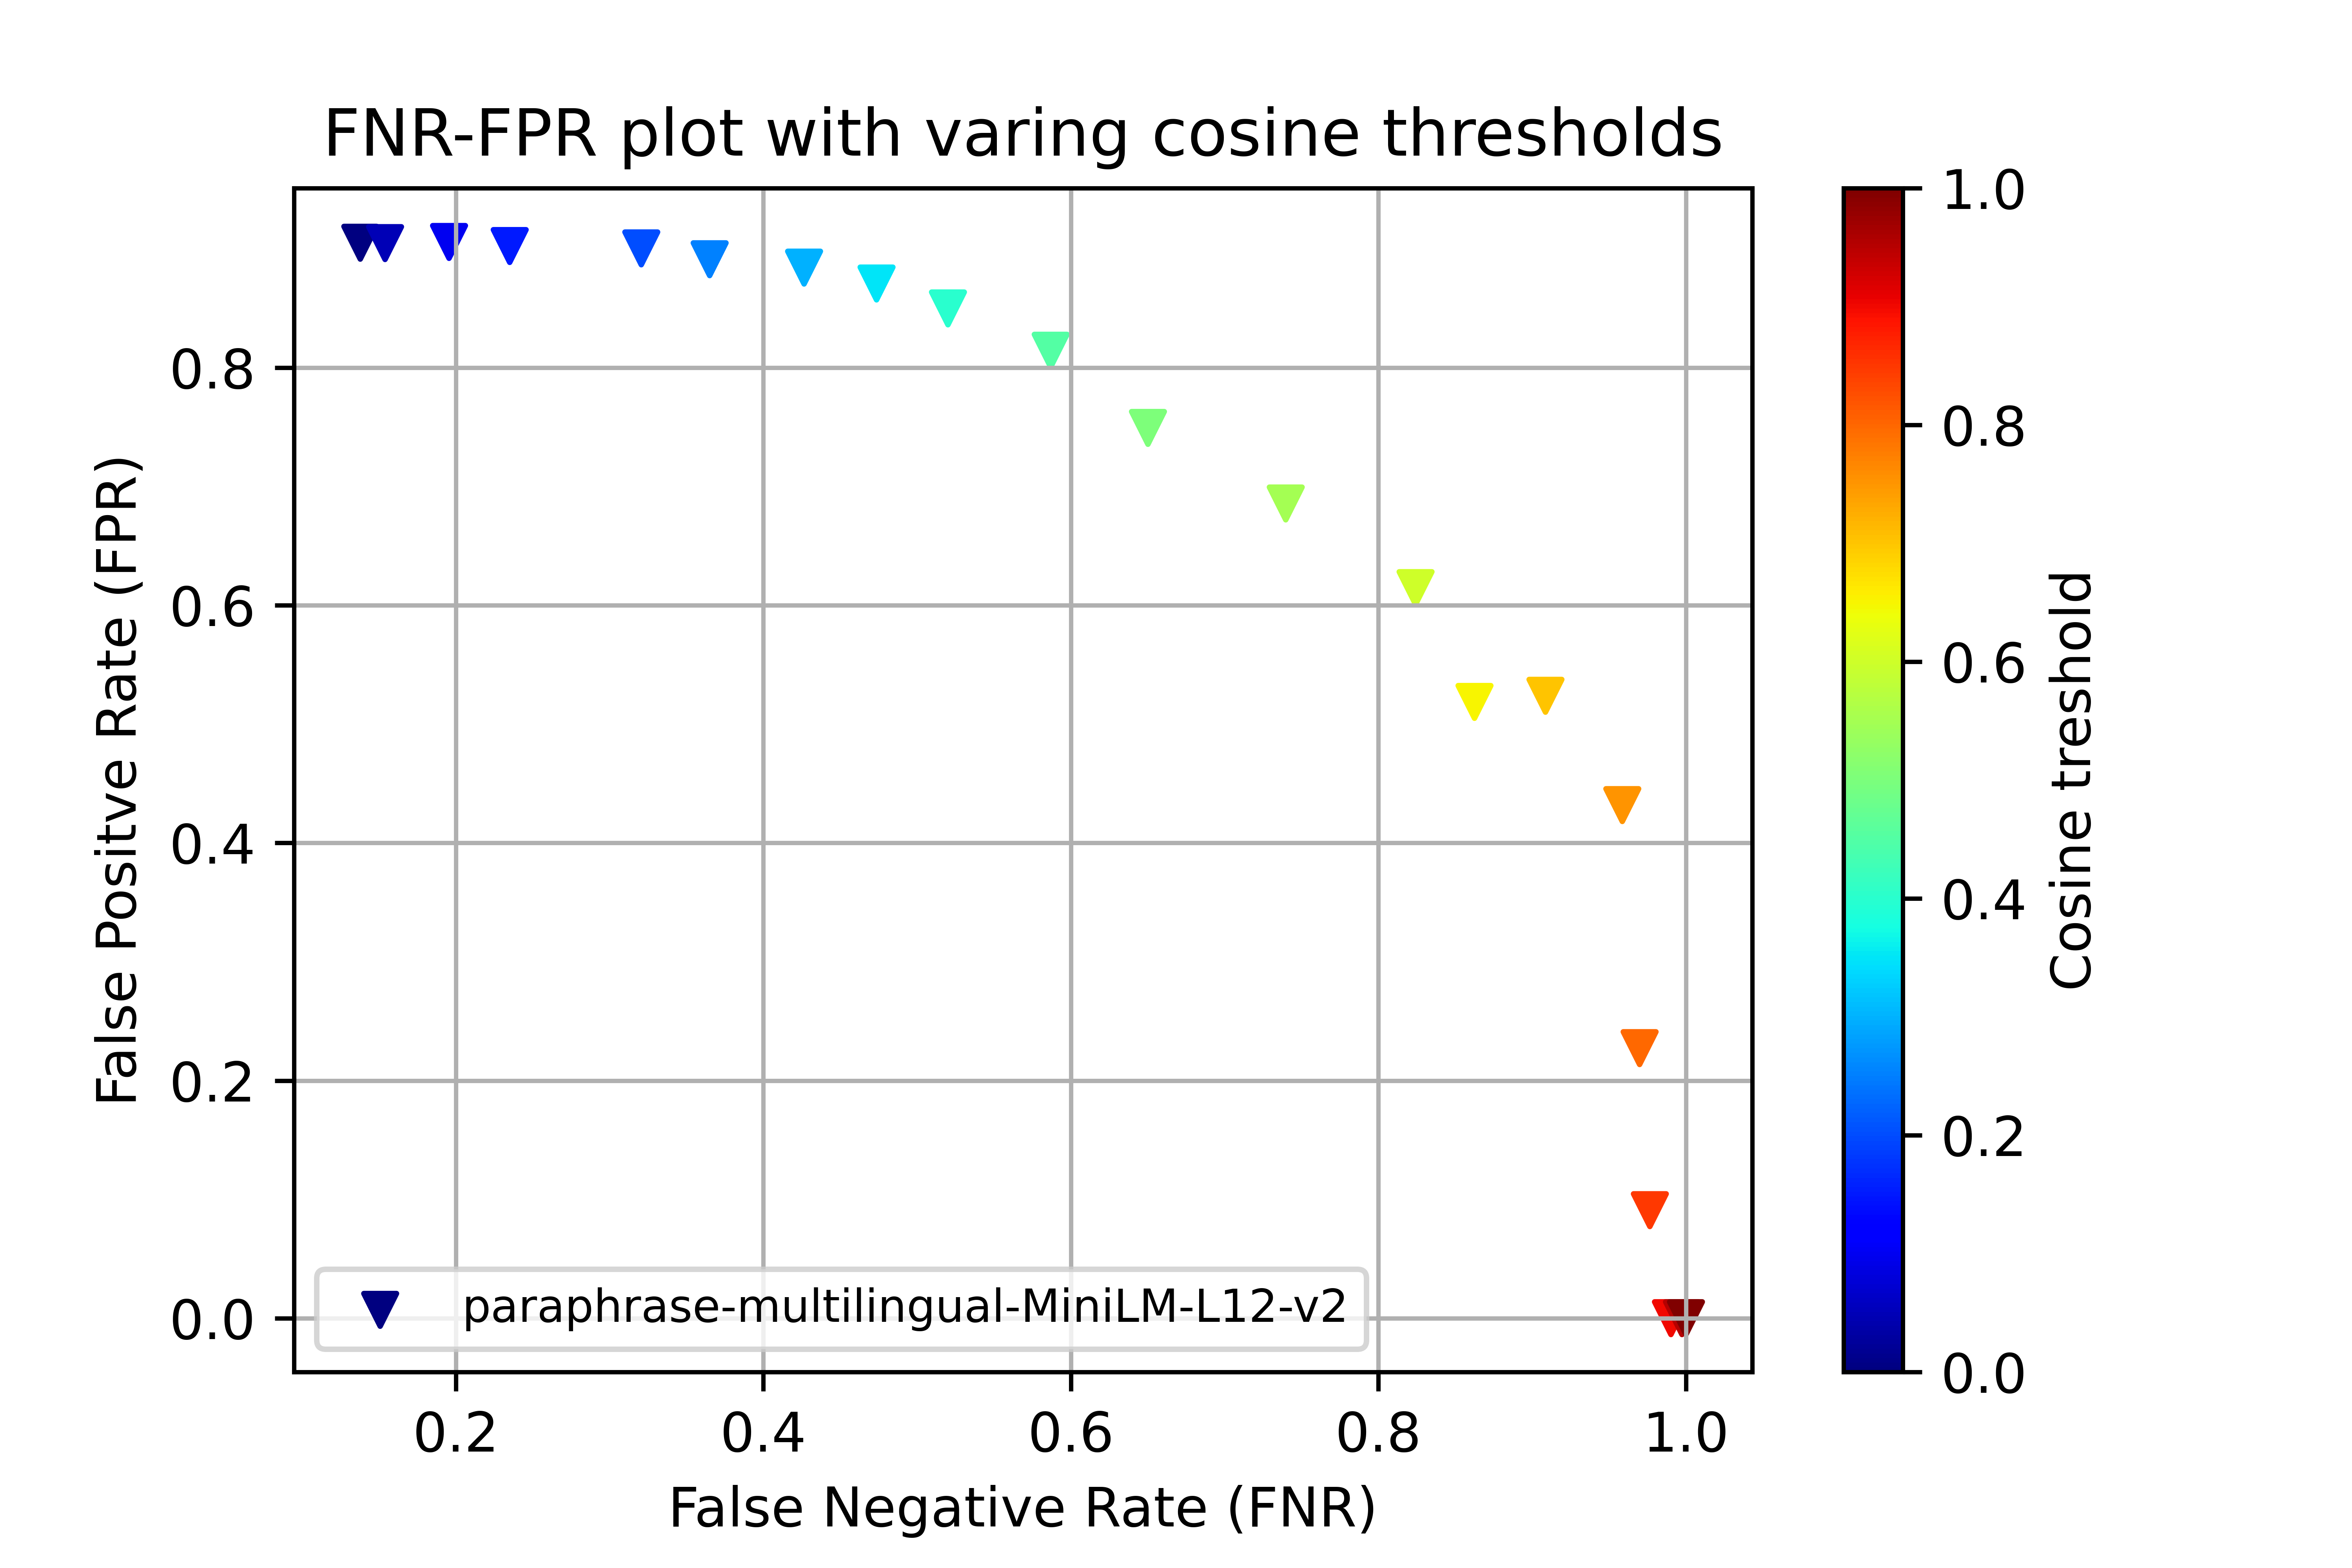 FNR-FPR plot with varing cosine thresholds
False Positve Rate (FPR)
0.8
0.6
0.4
0.2
0.0
paraphrase-multilingual-MiniLM-L12-v2
0.2 0.4 0.6 0.8 1.0
False Negative Rate (FNR)
1.0
0.8
0.6
0.4
0.2
0.0
Cosine treshold